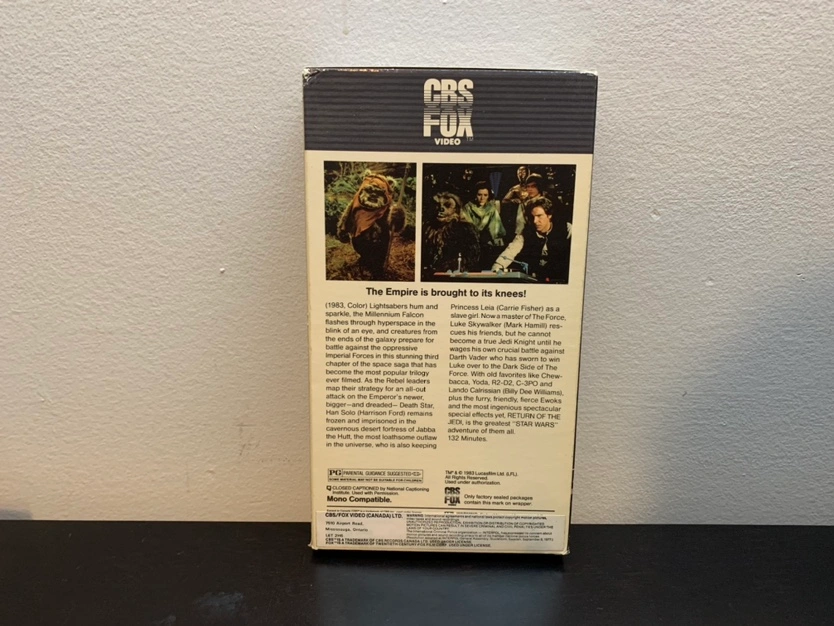 CBS
FOX
VIDEO
TM
The Empire is brought to its knees!
(1983, Color) Lightsabers hum and
sparkle, the Millennium Falcon
flashes through hyperspace in the
blink of an eye, and creatures from
the ends of the galaxy prepare for
battle against the oppressive
Imperial Forces in this stunning third
chapter of the space saga that has
become the most popular trilogy
ever filmed. As the Rebel leaders
map their strategy for an all-out
attack on the Emperor's newer,
bigger—and dreaded— Death Star,
Han Solo (Harrison Ford) remains
frozen and imprisoned in the
cavernous desert fortress of Jabba
the Hutt, the most loathsome outlaw
in the universe, who is also keeping
Princess Leia (Carrie Fisher) as a
slave girl. Now a master of The Force,
Luke Skywalker (Mark Hamill) res-
cues his friends, but he cannot
become a true Jedi Knight until he
wages his own crucial battle against
Darth Vader who has sworn to win
Luke over to the Dark Side of The
Force. With old favorites like Chew-
bacca, Yoda, R2-D2, C-3PO and
Lando Calrissian (Billy Dee Williams),
plus the furry, friendly, fierce Ewoks
and the most ingenious spectacular
special effects yet, RETURN OF THE
JEDI, is the greatest "STAR WARS"
adventure of them all.
132 Minutes.
PG PARENTAL GUIDANCE SUGGESTED
SOME MATERIAL MAY NOT BE SUITABLE FOR CHILDREN
CLOSED CAPTIONED by National Captioning
Institute. Used with Permission.
Mono Compatible.
TM & © 1983 Lucasfilm Ltd. (LFL).
All Rights Reserved.
Used under authorization.
CBS
FOX
Only factory sealed packages
contain this mark on wrapper.
CBS/FOX VIDEO (CANADA) LTD.
Airport Road,
Mississauga, Ontario